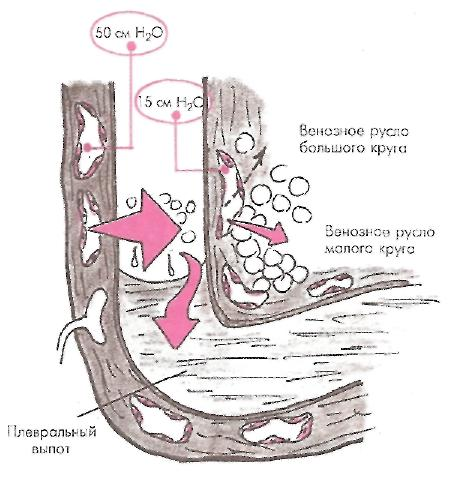 50 см H₂O
15 см H₂O
Венозное русло
большого круга
Венозное русло
малого круга
Плевральный
выпот